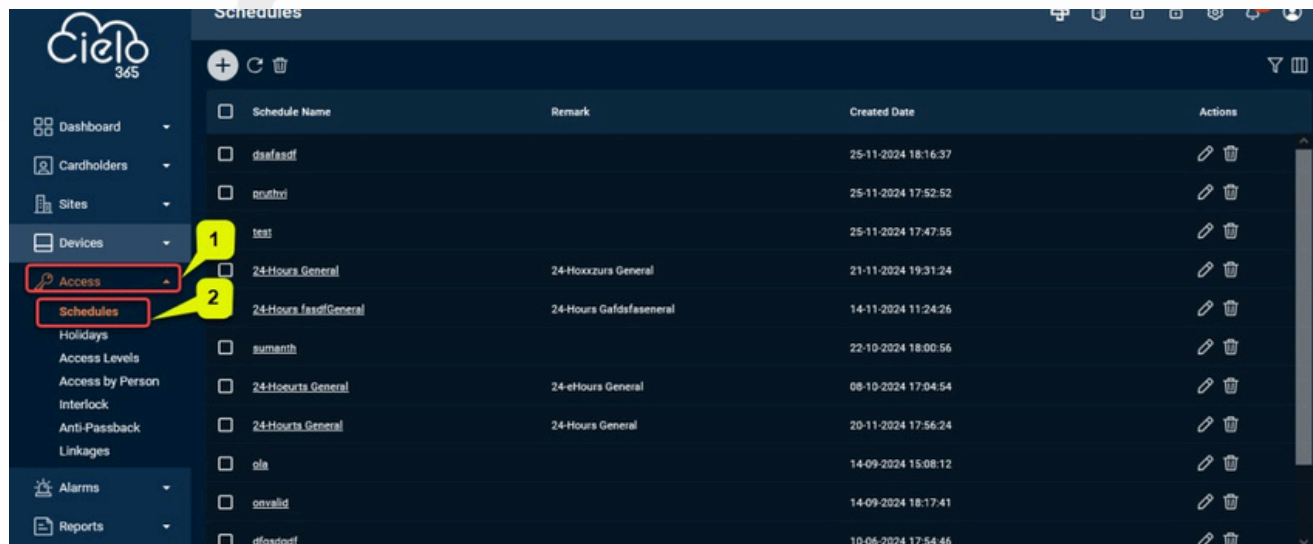 Schedules
Cielo
365
Schedule Name Remark Created Date Actions
Dashboard
Cardholders
Sites
Devices
Access
Schedules
Holidays
Access Levels
Access by Person
Interlock
Anti-Passback
Linkages
Alarms
Reports
1
2
dsafasdf 25-11-2024 18:16:37
pruthvi 25-11-2024 17:52:52
test 25-11-2024 17:47:55
24-Hours General 24-Hoxxzurs General 21-11-2024 19:31:24
24-Hours fasdfGeneral 24-Hours Gafdsfaseneral 14-11-2024 11:24:26
sumanth 22-10-2024 18:00:56
24-Hoeurts General 24-eHours General 08-10-2024 17:04:54
24-Hourts General 24-Hours General 20-11-2024 17:56:24
ola 14-09-2024 15:08:12
onvalid 14-09-2024 18:17:41
10-06-2024 17:54:46